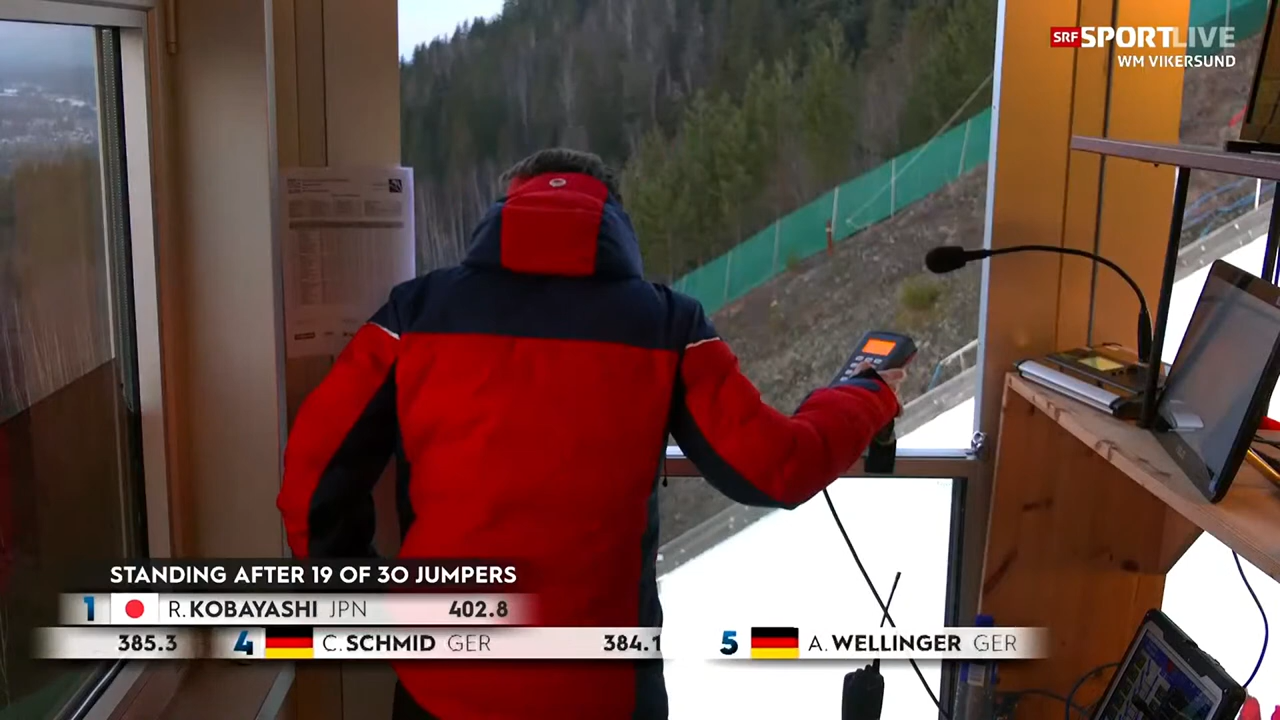 SRF SPORTLIVE
WM VIKERSUND
STANDING AFTER 19 OF 30 JUMPERS
1 R. KOBAYASHI JPN 402.8
385.3 4 C. SCHMID GER 384.1 5 A. WELLINGER GER